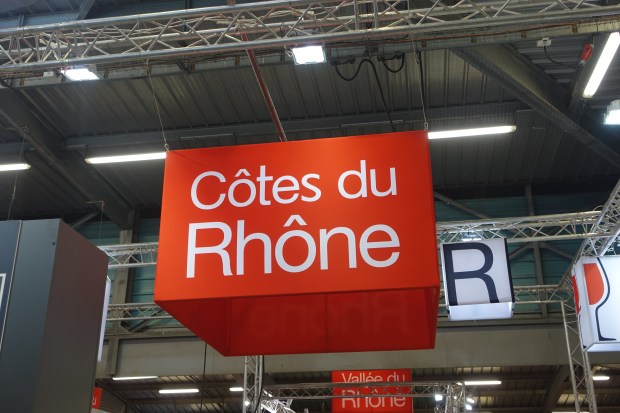 Côtes du
Rhône
R
Vallée du
Rhône